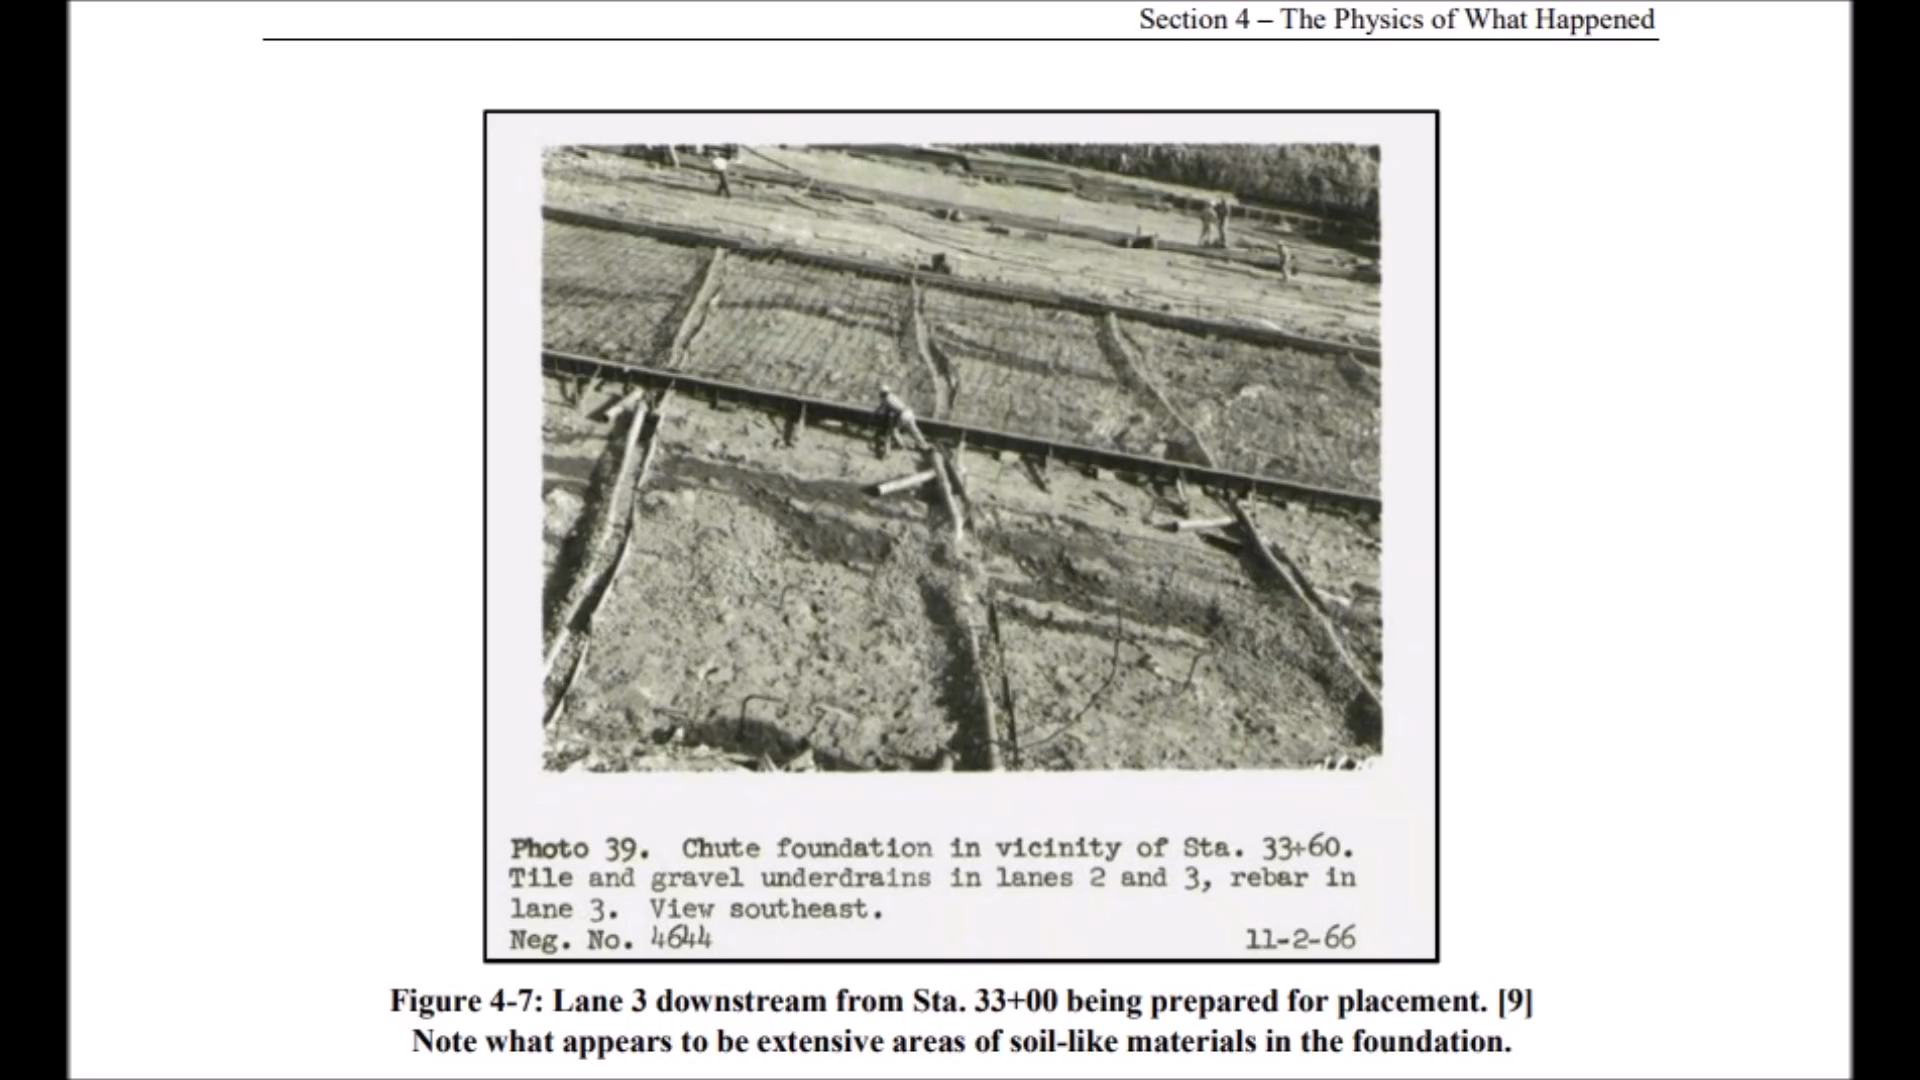 Section 4 – The Physics of What Happened
Photo 39. Chute foundation in vicinity of Sta. 33+60.
Tile and gravel underdrains in lanes 2 and 3, rebar in
lane 3. View southeast.
Neg. No. 4644 11-2-66
Figure 4-7: Lane 3 downstream from Sta. 33+00 being prepared for placement. [9]
Note what appears to be extensive areas of soil-like materials in the foundation.